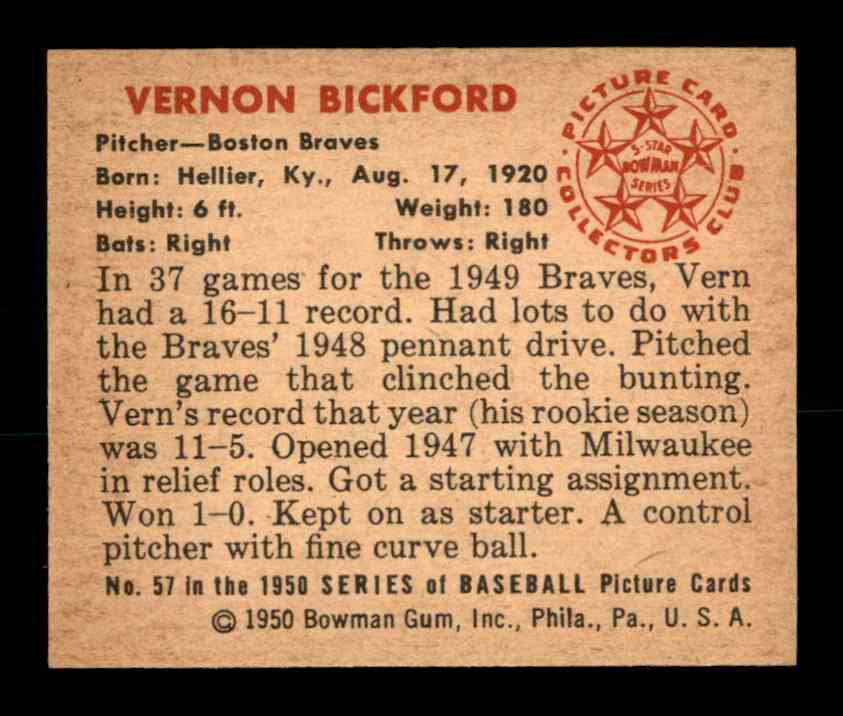 VERNON BICKFORD
Pitcher—Boston Braves
Born: Hellier, Ky., Aug. 17, 1920
Height: 6 ft. Weight: 180
Bats: Right Throws: Right
PICTURE CARD
COLLECTORS CLUB
5-STAR
BOWMAN
SERIES
In 37 games for the 1949 Braves, Vern
had a 16–11 record. Had lots to do with
the Braves' 1948 pennant drive. Pitched
the game that clinched the bunting.
Vern's record that year (his rookie season)
was 11–5. Opened 1947 with Milwaukee
in relief roles. Got a starting assignment.
Won 1–0. Kept on as starter. A control
pitcher with fine curve ball.
No. 57 in the 1950 SERIES of BASEBALL Picture Cards
© 1950 Bowman Gum, Inc., Phila., Pa., U. S. A.